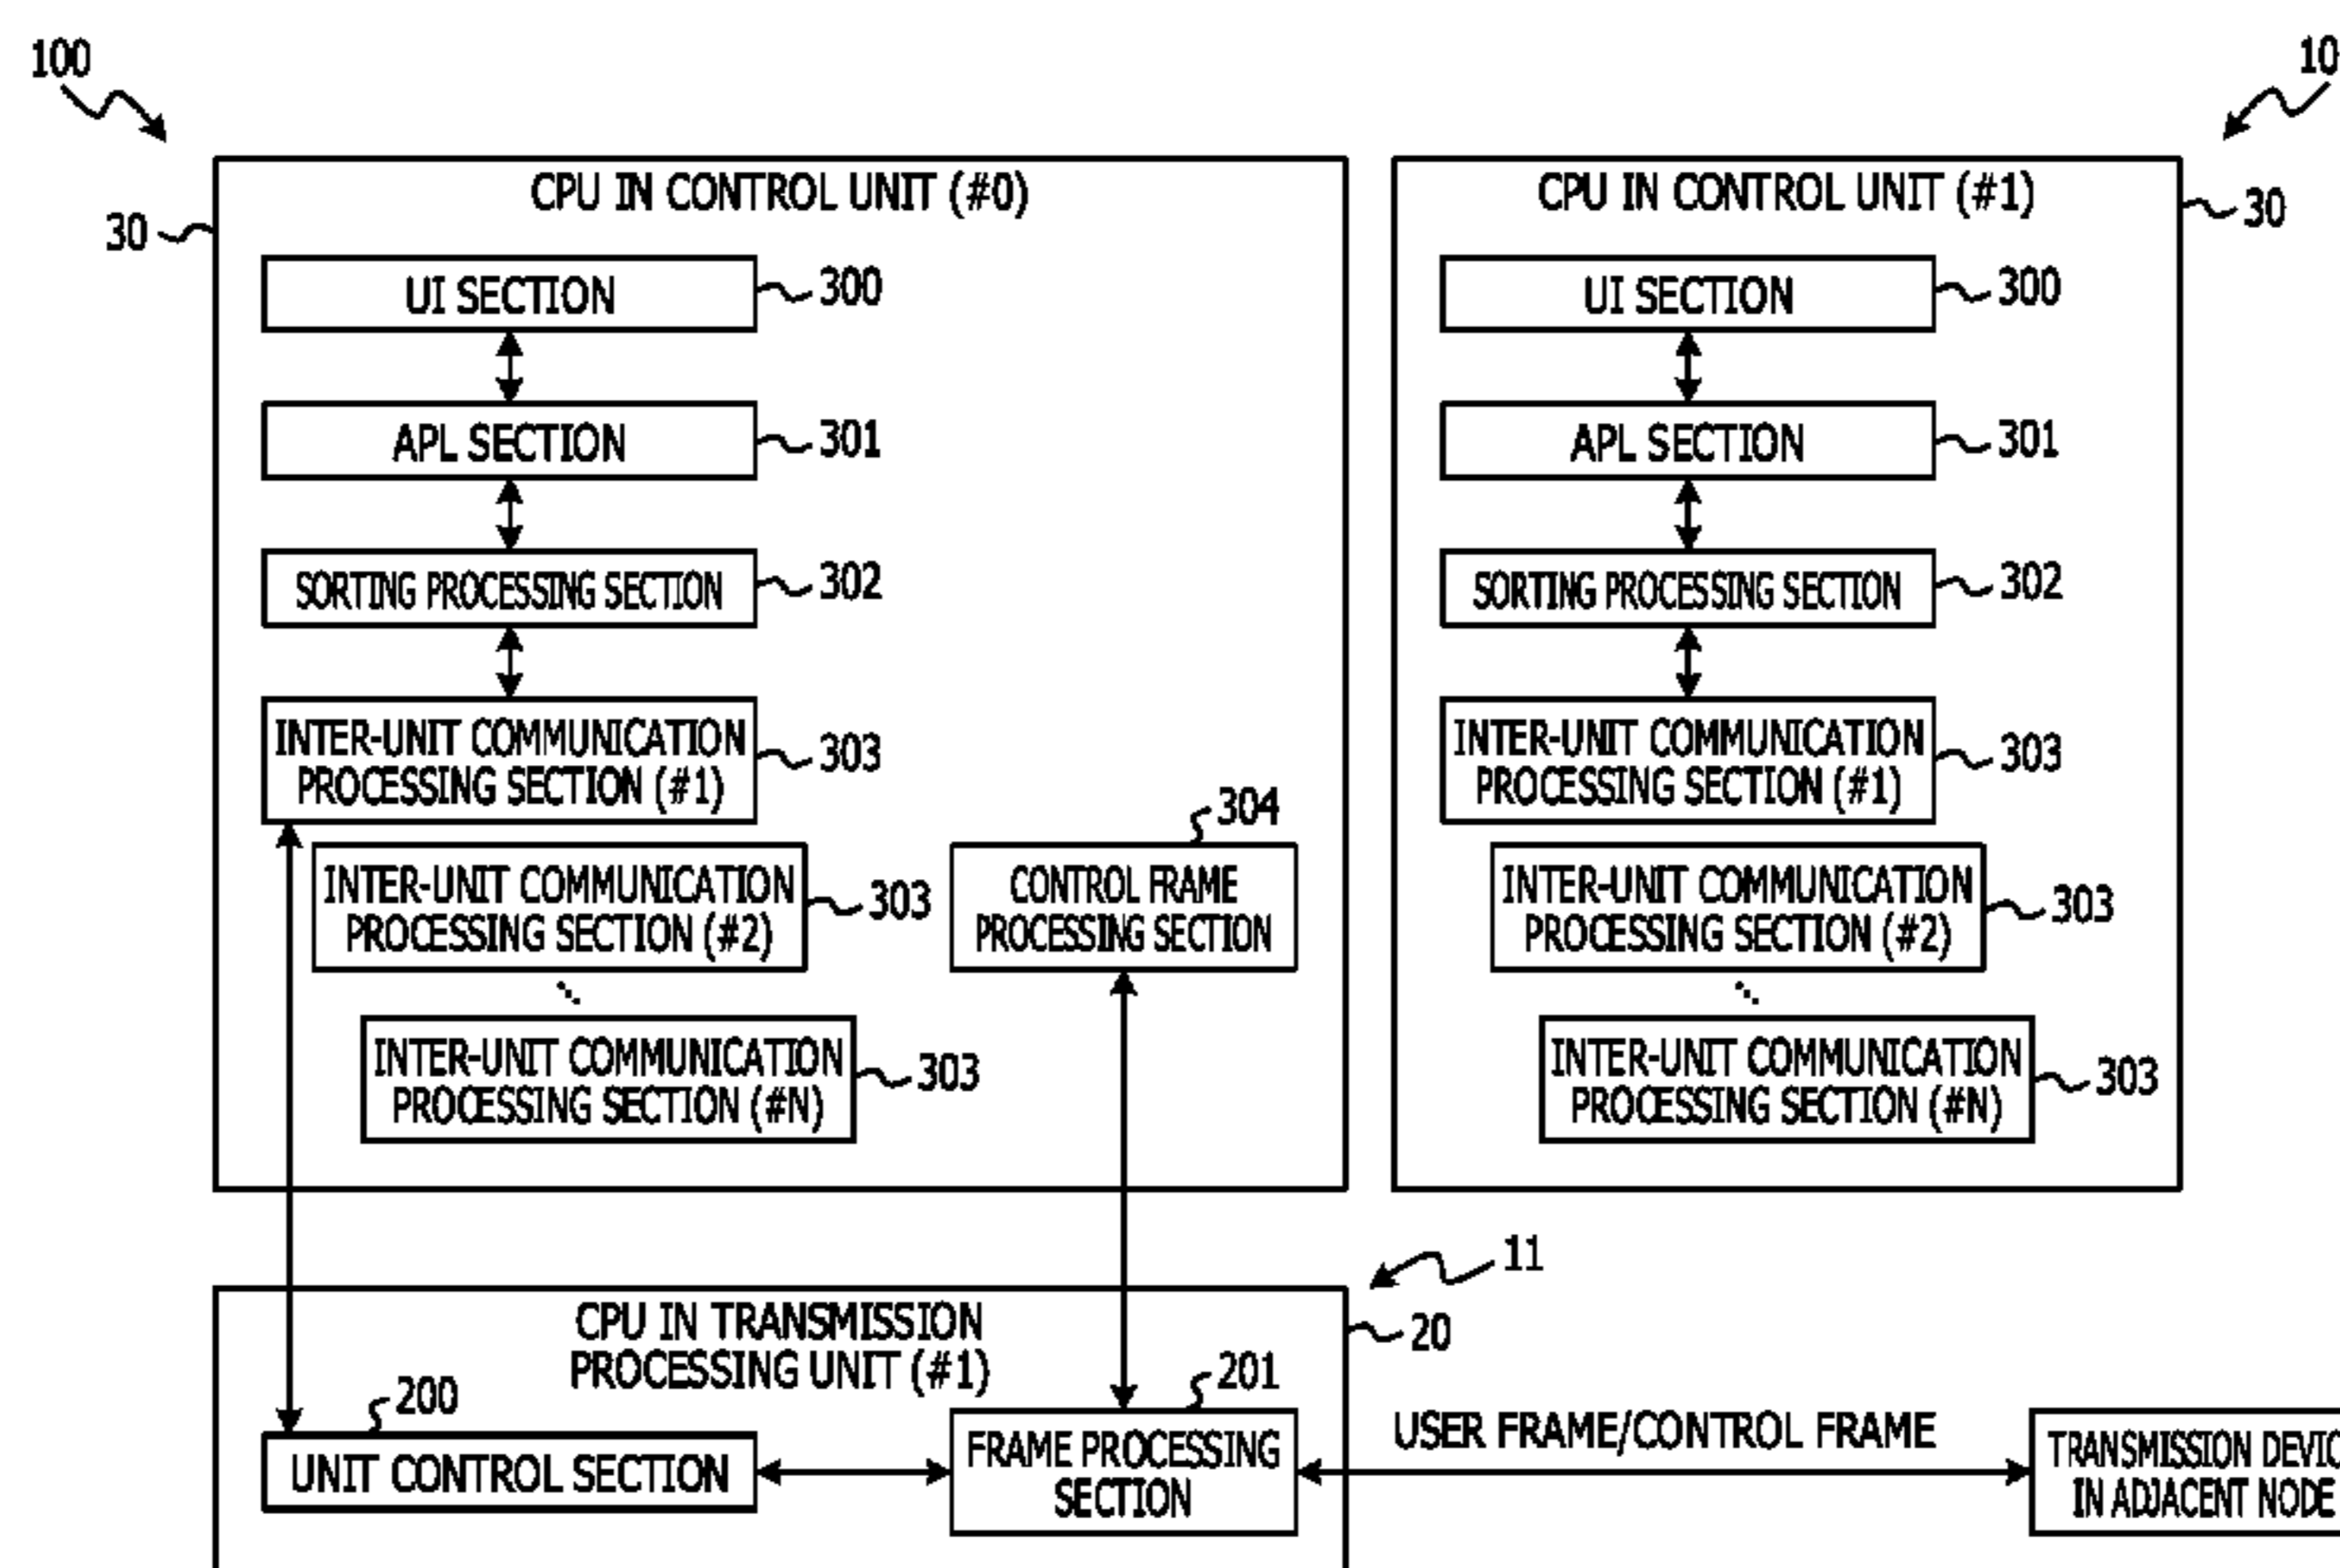 100
10
CPU IN CONTROL UNIT (#0)
30
UI SECTION
300
APL SECTION
301
SORTING PROCESSING SECTION
302
INTER-UNIT COMMUNICATION
PROCESSING SECTION (#1)
303
304
INTER-UNIT COMMUNICATION
PROCESSING SECTION (#2)
303
CONTROL FRAME
PROCESSING SECTION
INTER-UNIT COMMUNICATION
PROCESSING SECTION (#N)
303
CPU IN CONTROL UNIT (#1)
30
UI SECTION
300
APL SECTION
301
SORTING PROCESSING SECTION
302
INTER-UNIT COMMUNICATION
PROCESSING SECTION (#1)
303
INTER-UNIT COMMUNICATION
PROCESSING SECTION (#2)
303
INTER-UNIT COMMUNICATION
PROCESSING SECTION (#N)
303
11
CPU IN TRANSMISSION
PROCESSING UNIT (#1)
20
200
UNIT CONTROL SECTION
201
FRAME PROCESSING
SECTION
USER FRAME/CONTROL FRAME
TRANSMISSION
IN ADJACENT NODE